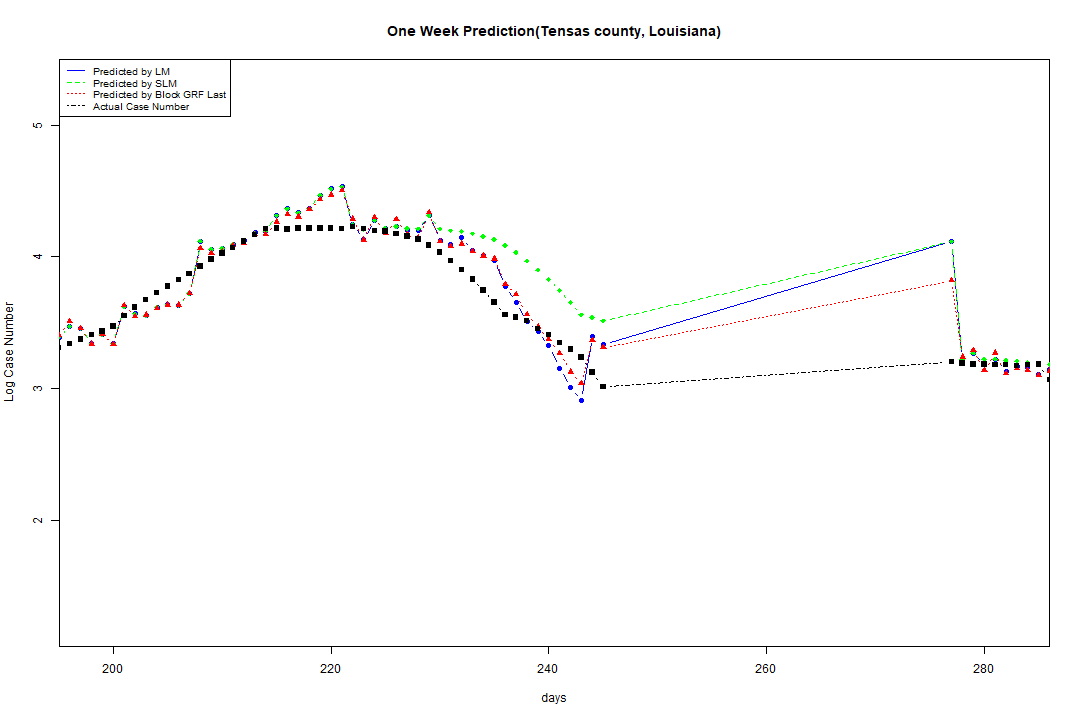 One Week Prediction(Tensas county, Louisiana)
Predicted by LM
Predicted by SLM
Predicted by Block GRF Last
Actual Case Number
5
4
3
2
Log Case Number
200
220
240
260
280
days